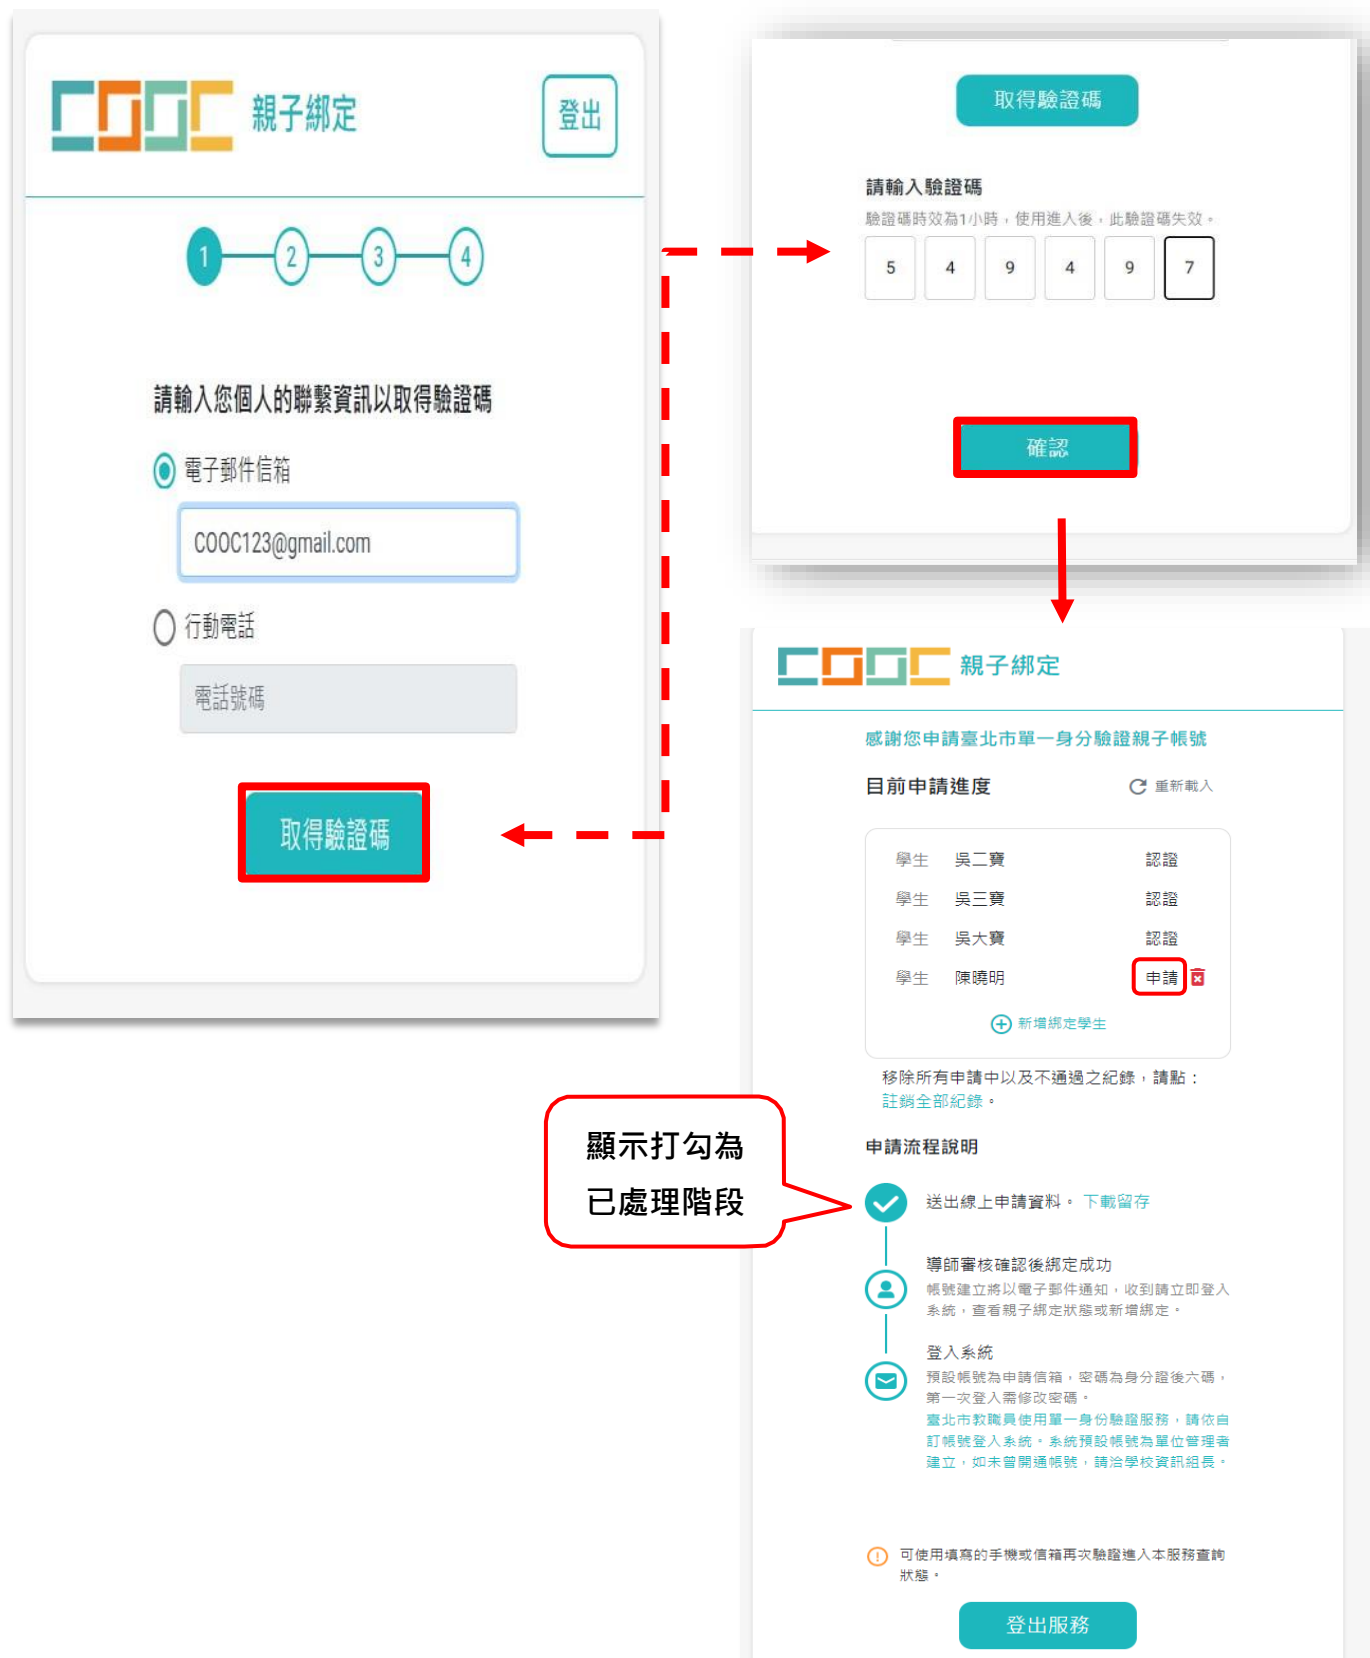 COOC 親子綁定
登出
1 2 3 4
請輸入您個人的聯繫資訊以取得驗證碼
電子郵件信箱
COOC123@gmail.com
行動電話
電話號碼
取得驗證碼
取得驗證碼
請輸入驗證碼
驗證碼時效為1小時，使用進入後，此驗證碼失效。
5 4 9 4 9 7
確認
COOC 親子綁定
感謝您申請臺北市單一身分驗證親子帳號
目前申請進度 重新載入
學生 吳二寶 認證
學生 吳三寶 認證
學生 吳大寶 認證
學生 陳曉明 申請
新增綁定學生
移除所有申請中以及不通過之紀錄，請點：
註銷全部紀錄。
申請流程說明
顯示打勾為
已處理階段
送出線上申請資料。 下載留存
導師審核確認後綁定成功
帳號建立將以電子郵件通知，收到請立即登入
系統，查看親子綁定狀態或新增綁定。
登入系統
預設帳號為申請信箱，密碼為身分證後六碼，
第一次登入需修改密碼。
臺北市教職員使用單一身份驗證服務，請依自
訂帳號登入系統。系統預設帳號為單位管理者
建立，如未曾開通帳號，請洽學校資訊組長。
可使用填寫的手機或信箱再次驗證進入本服務查詢
狀態。
登出服務